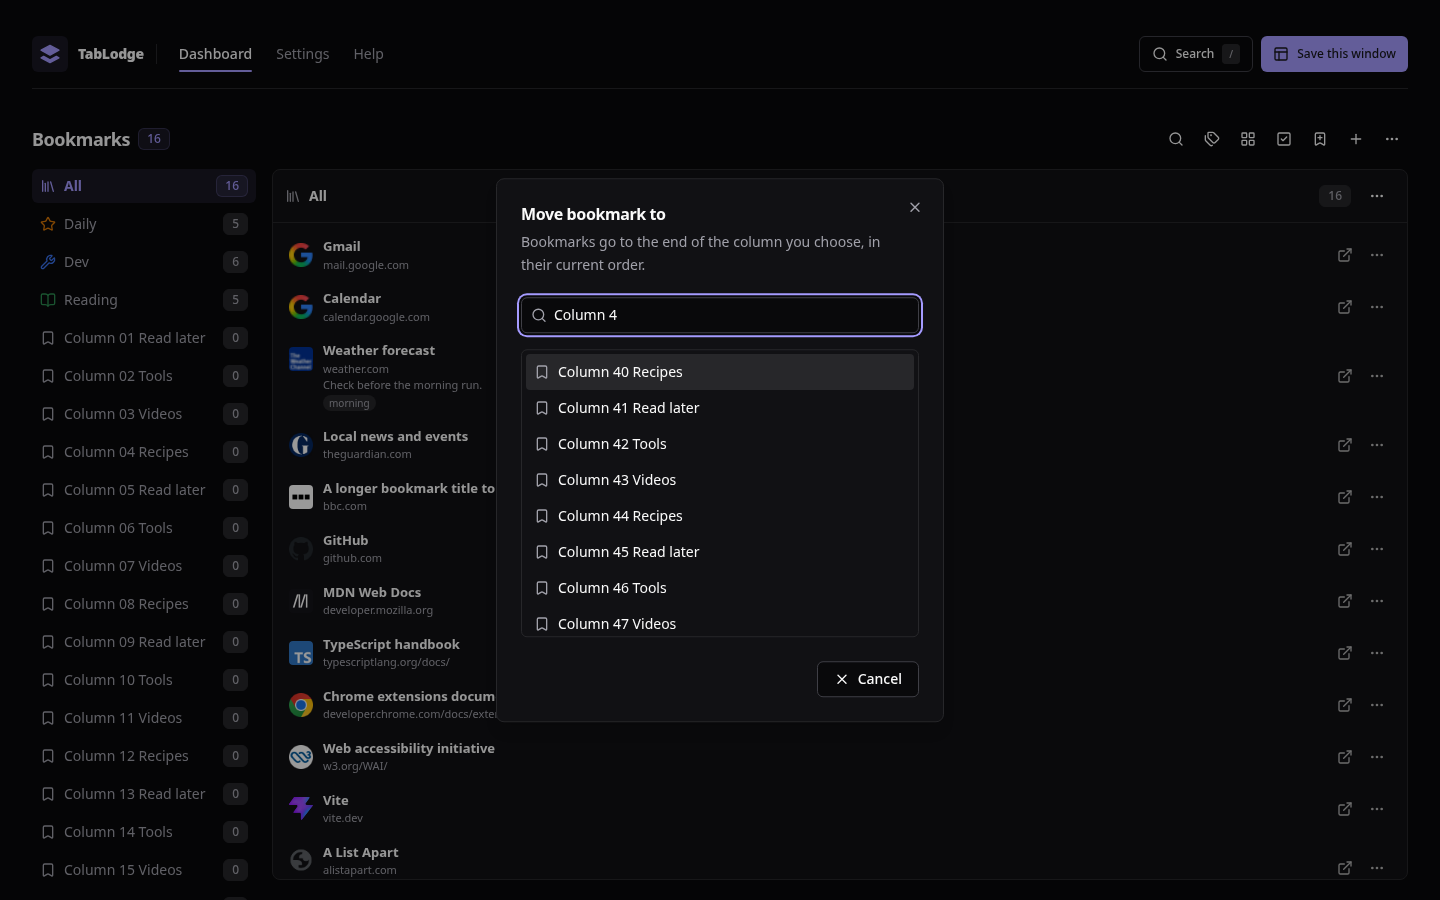 TabLodge
Dashboard
Settings
Help
Search
/
Save this window
Bookmarks
16
All
16
Daily
5
Dev
6
Reading
5
Column 01 Read later
0
Column 02 Tools
0
Column 03 Videos
0
Column 04 Recipes
0
Column 05 Read later
0
Column 06 Tools
0
Column 07 Videos
0
Column 08 Recipes
0
Column 09 Read later
0
Column 10 Tools
0
Column 11 Videos
0
Column 12 Recipes
0
Column 13 Read later
0
Column 14 Tools
0
Column 15 Videos
0
All
16
Gmail
mail.google.com
Calendar
calendar.google.com
The
Weather
Channel
Weather forecast
weather.com
Check before the morning run.
morning
G
Local news and events
theguardian.com
A longer bookmark title to
bbc.com
GitHub
github.com
MDN Web Docs
developer.mozilla.org
TS
TypeScript handbook
typescriptlang.org/docs/
Chrome extensions docum
developer.chrome.com/docs/exte
Web accessibility initiative
w3.org/WAI/
Vite
vite.dev
A List Apart
alistapart.com
Move bookmark to
Bookmarks go to the end of the column you choose, in
their current order.
Column 4
Column 40 Recipes
Column 41 Read later
Column 42 Tools
Column 43 Videos
Column 44 Recipes
Column 45 Read later
Column 46 Tools
Column 47 Videos
Cancel